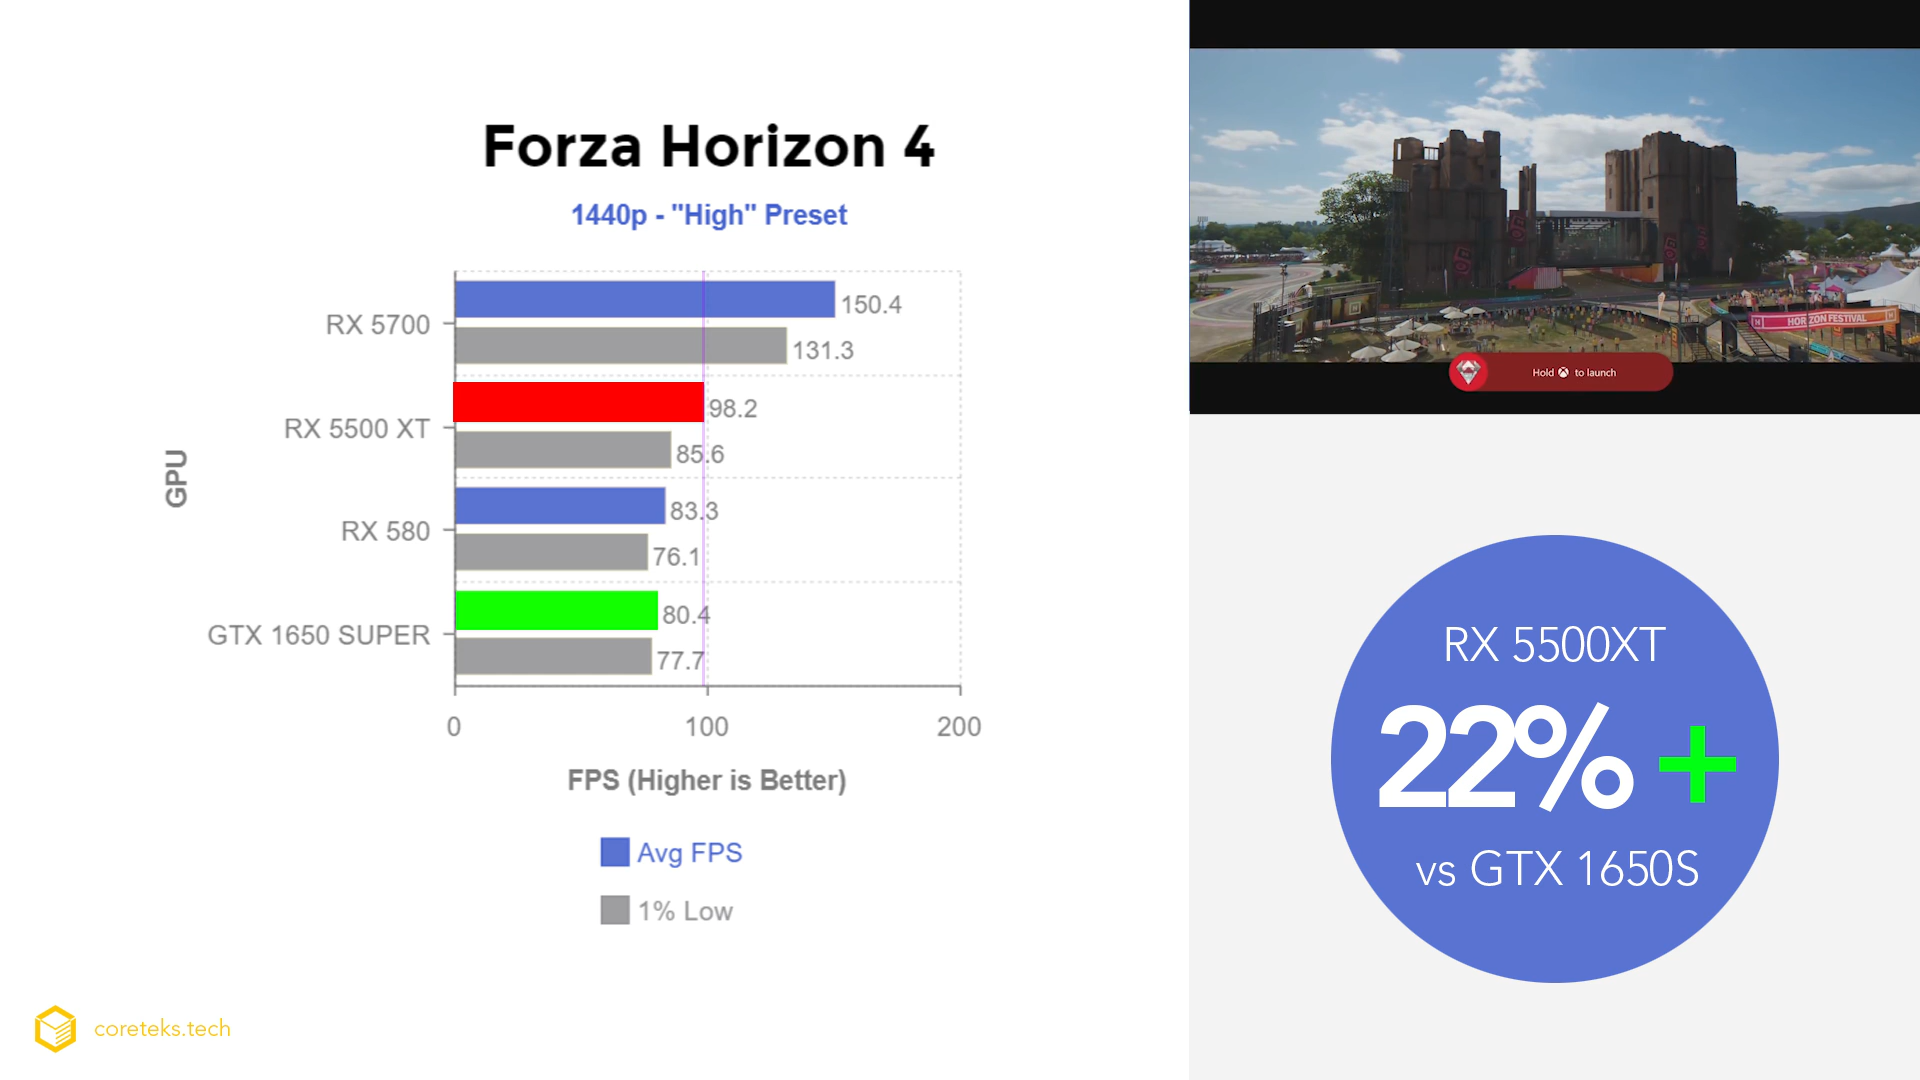 Forza Horizon 4
1440p - "High" Preset
GPU
RX 5700
150.4
131.3
RX 5500 XT
98.2
85.6
RX 580
83.3
76.1
GTX 1650 SUPER
80.4
77.7
0
100
200
FPS (Higher is Better)
Avg FPS
1% Low
coreteks.tech
HORIZON FESTIVAL
Hold to launch
RX 5500XT
22% +
vs GTX 1650S